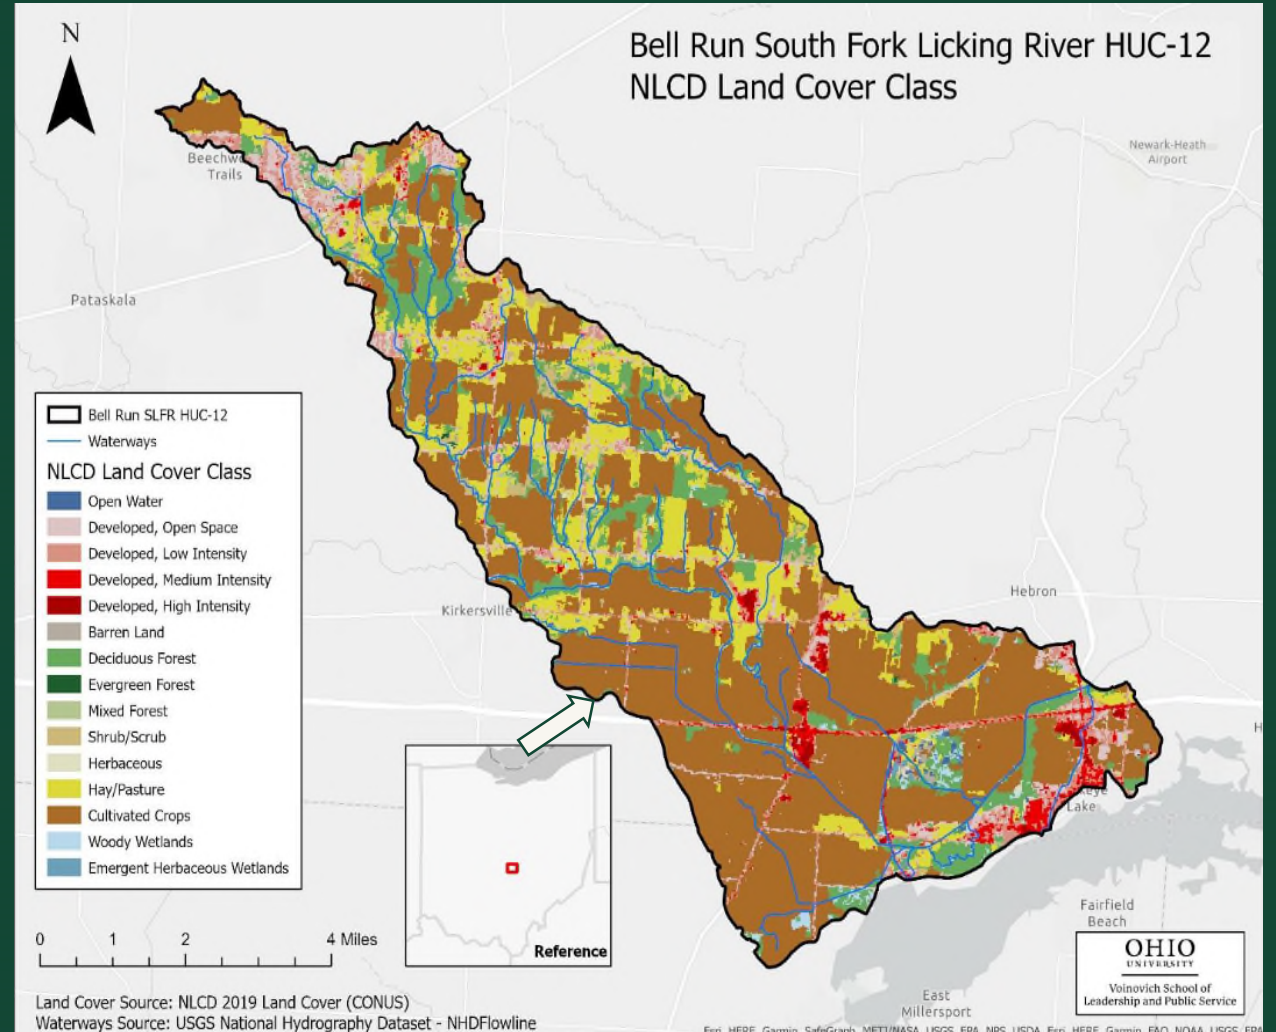 N
Bell Run South Fork Licking River HUC-12
NLCD Land Cover Class
Newark-Heath
Airport
Trails
Pataskala
Bell Run SLFR HUC-12
Waterways
NLCD Land Cover Class
Open Water
Developed, Open Space
Developed, Low Intensity
Developed, Medium Intensity
Developed, High Intensity
Barren Land
Deciduous Forest
Evergreen Forest
Mixed Forest
Shrub/Scrub
Herbaceous
Hay/Pasture
Cultivated Crops
Woody Wetlands
Emergent Herbaceous Wetlands
Kirkersville
Hebron
H
Lake
Reference
Fairfield
Beach
East
Millersport
0 1 2 4 Miles
OHIO
UNIVERSITY
Voinovich School of
Leadership and Public Service
Land Cover Source: NLCD 2019 Land Cover (CONUS)
Waterways Source: USGS National Hydrography Dataset - NHDFlowline